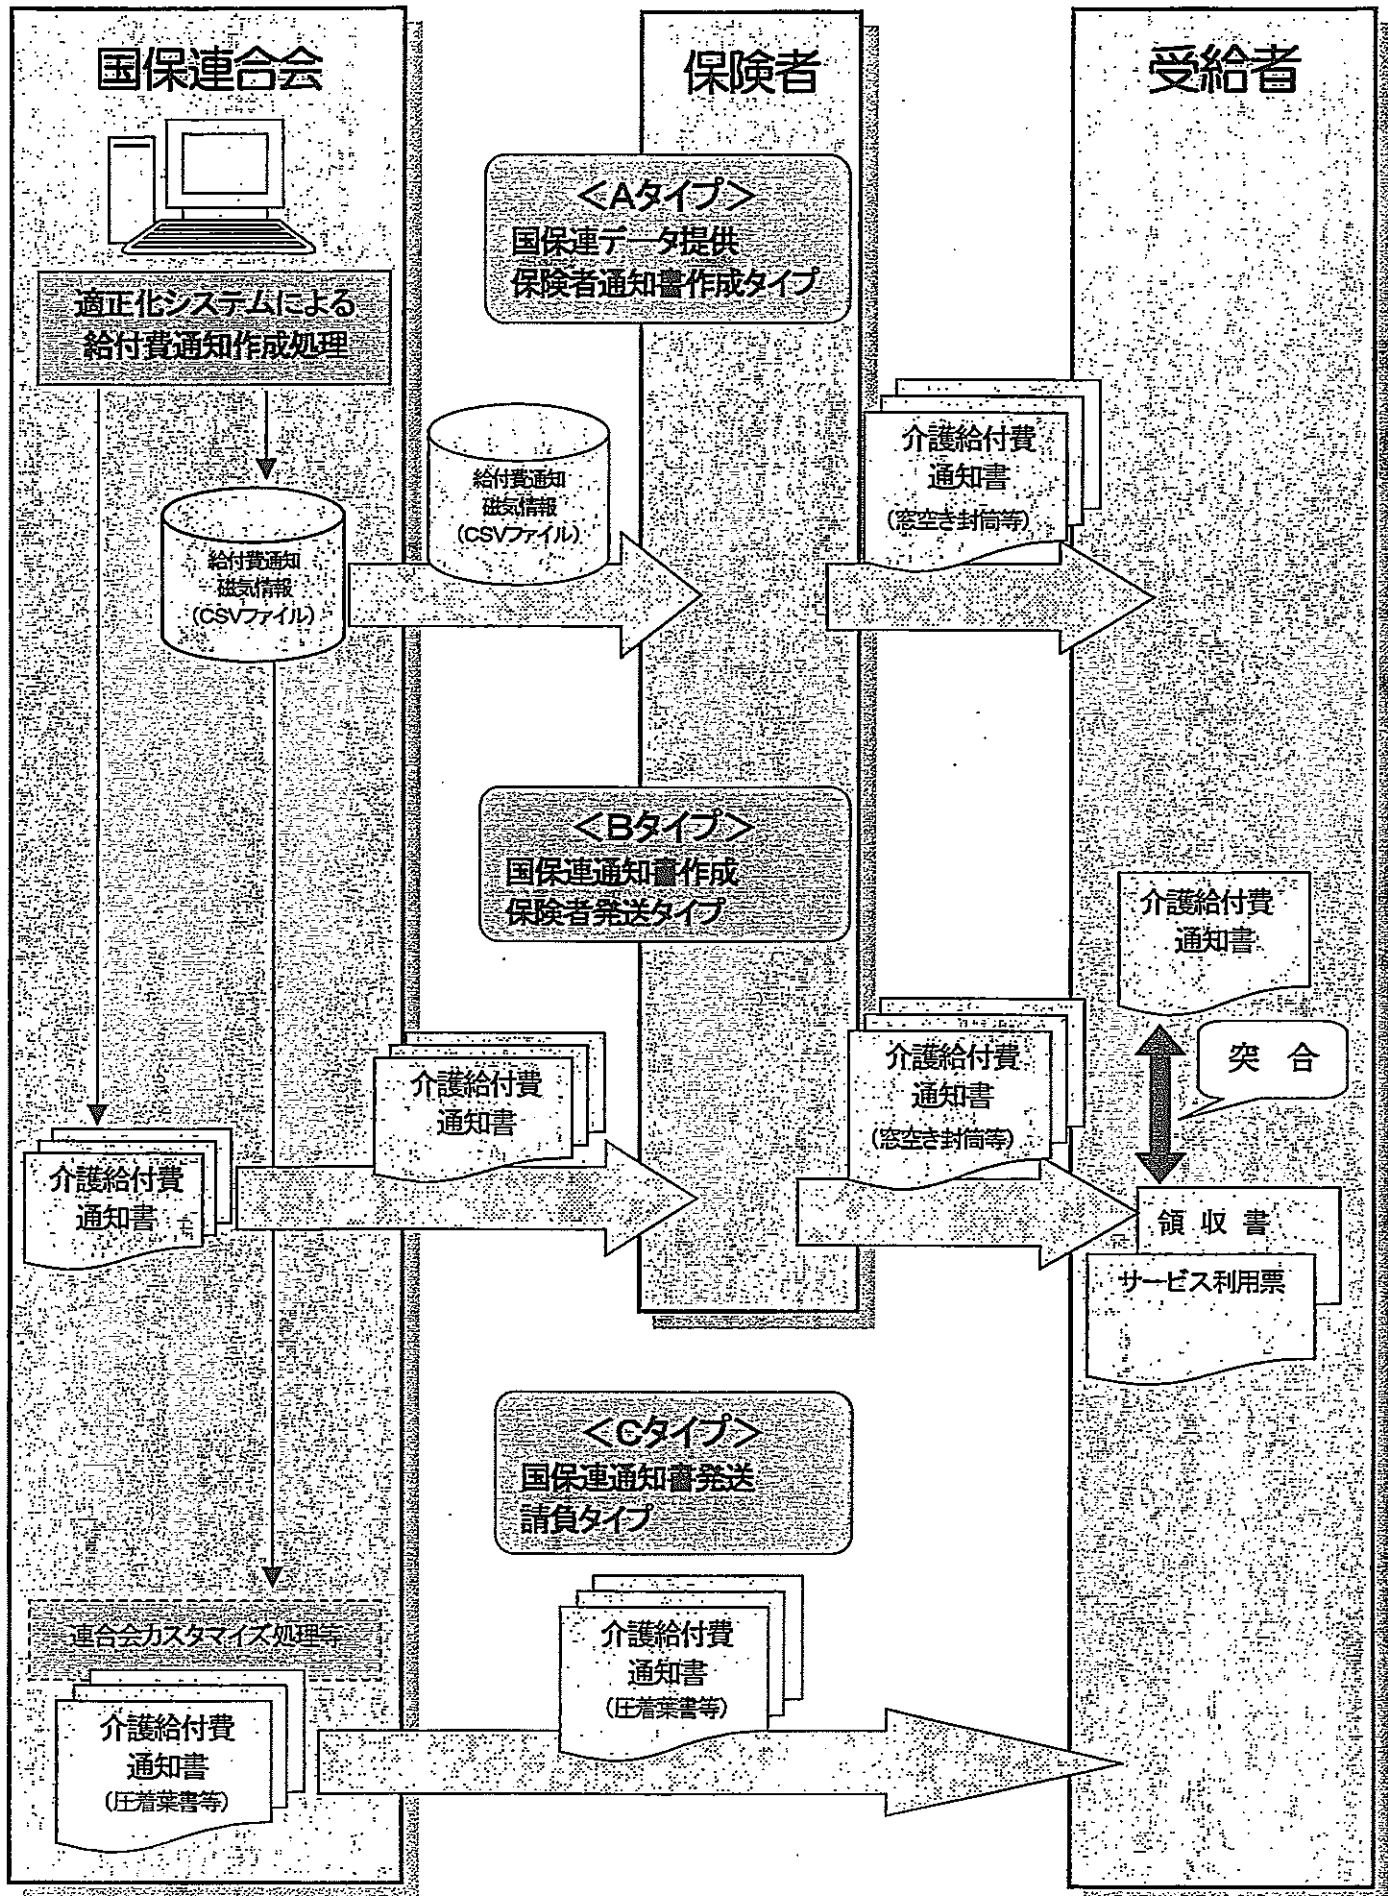 国保連合会
保険者
受給者
<Aタイプ>
国保連データ提供
保険者通知書作成タイプ
適正化システムによる
給付費通知作成処理
給付費通知
磁気情報
(CSVファイル)
給付費通知
磁気情報
(CSVファイル)
介護給付費
通知書
(窓空き封筒等)
<Bタイプ>
国保連通知書作成
保険者発送タイプ
介護給付費
通知書
介護給付費
通知書
介護給付費
通知書
(窓空き封筒等)
介護給付費
通知書
突 合
領 収 書
サービス利用票
<Cタイプ>
国保連通知書発送
請負タイプ
連合会カスタマイズ処理等
介護給付費
通知書
(圧着葉書等)
介護給付費
通知書
(圧着葉書等)